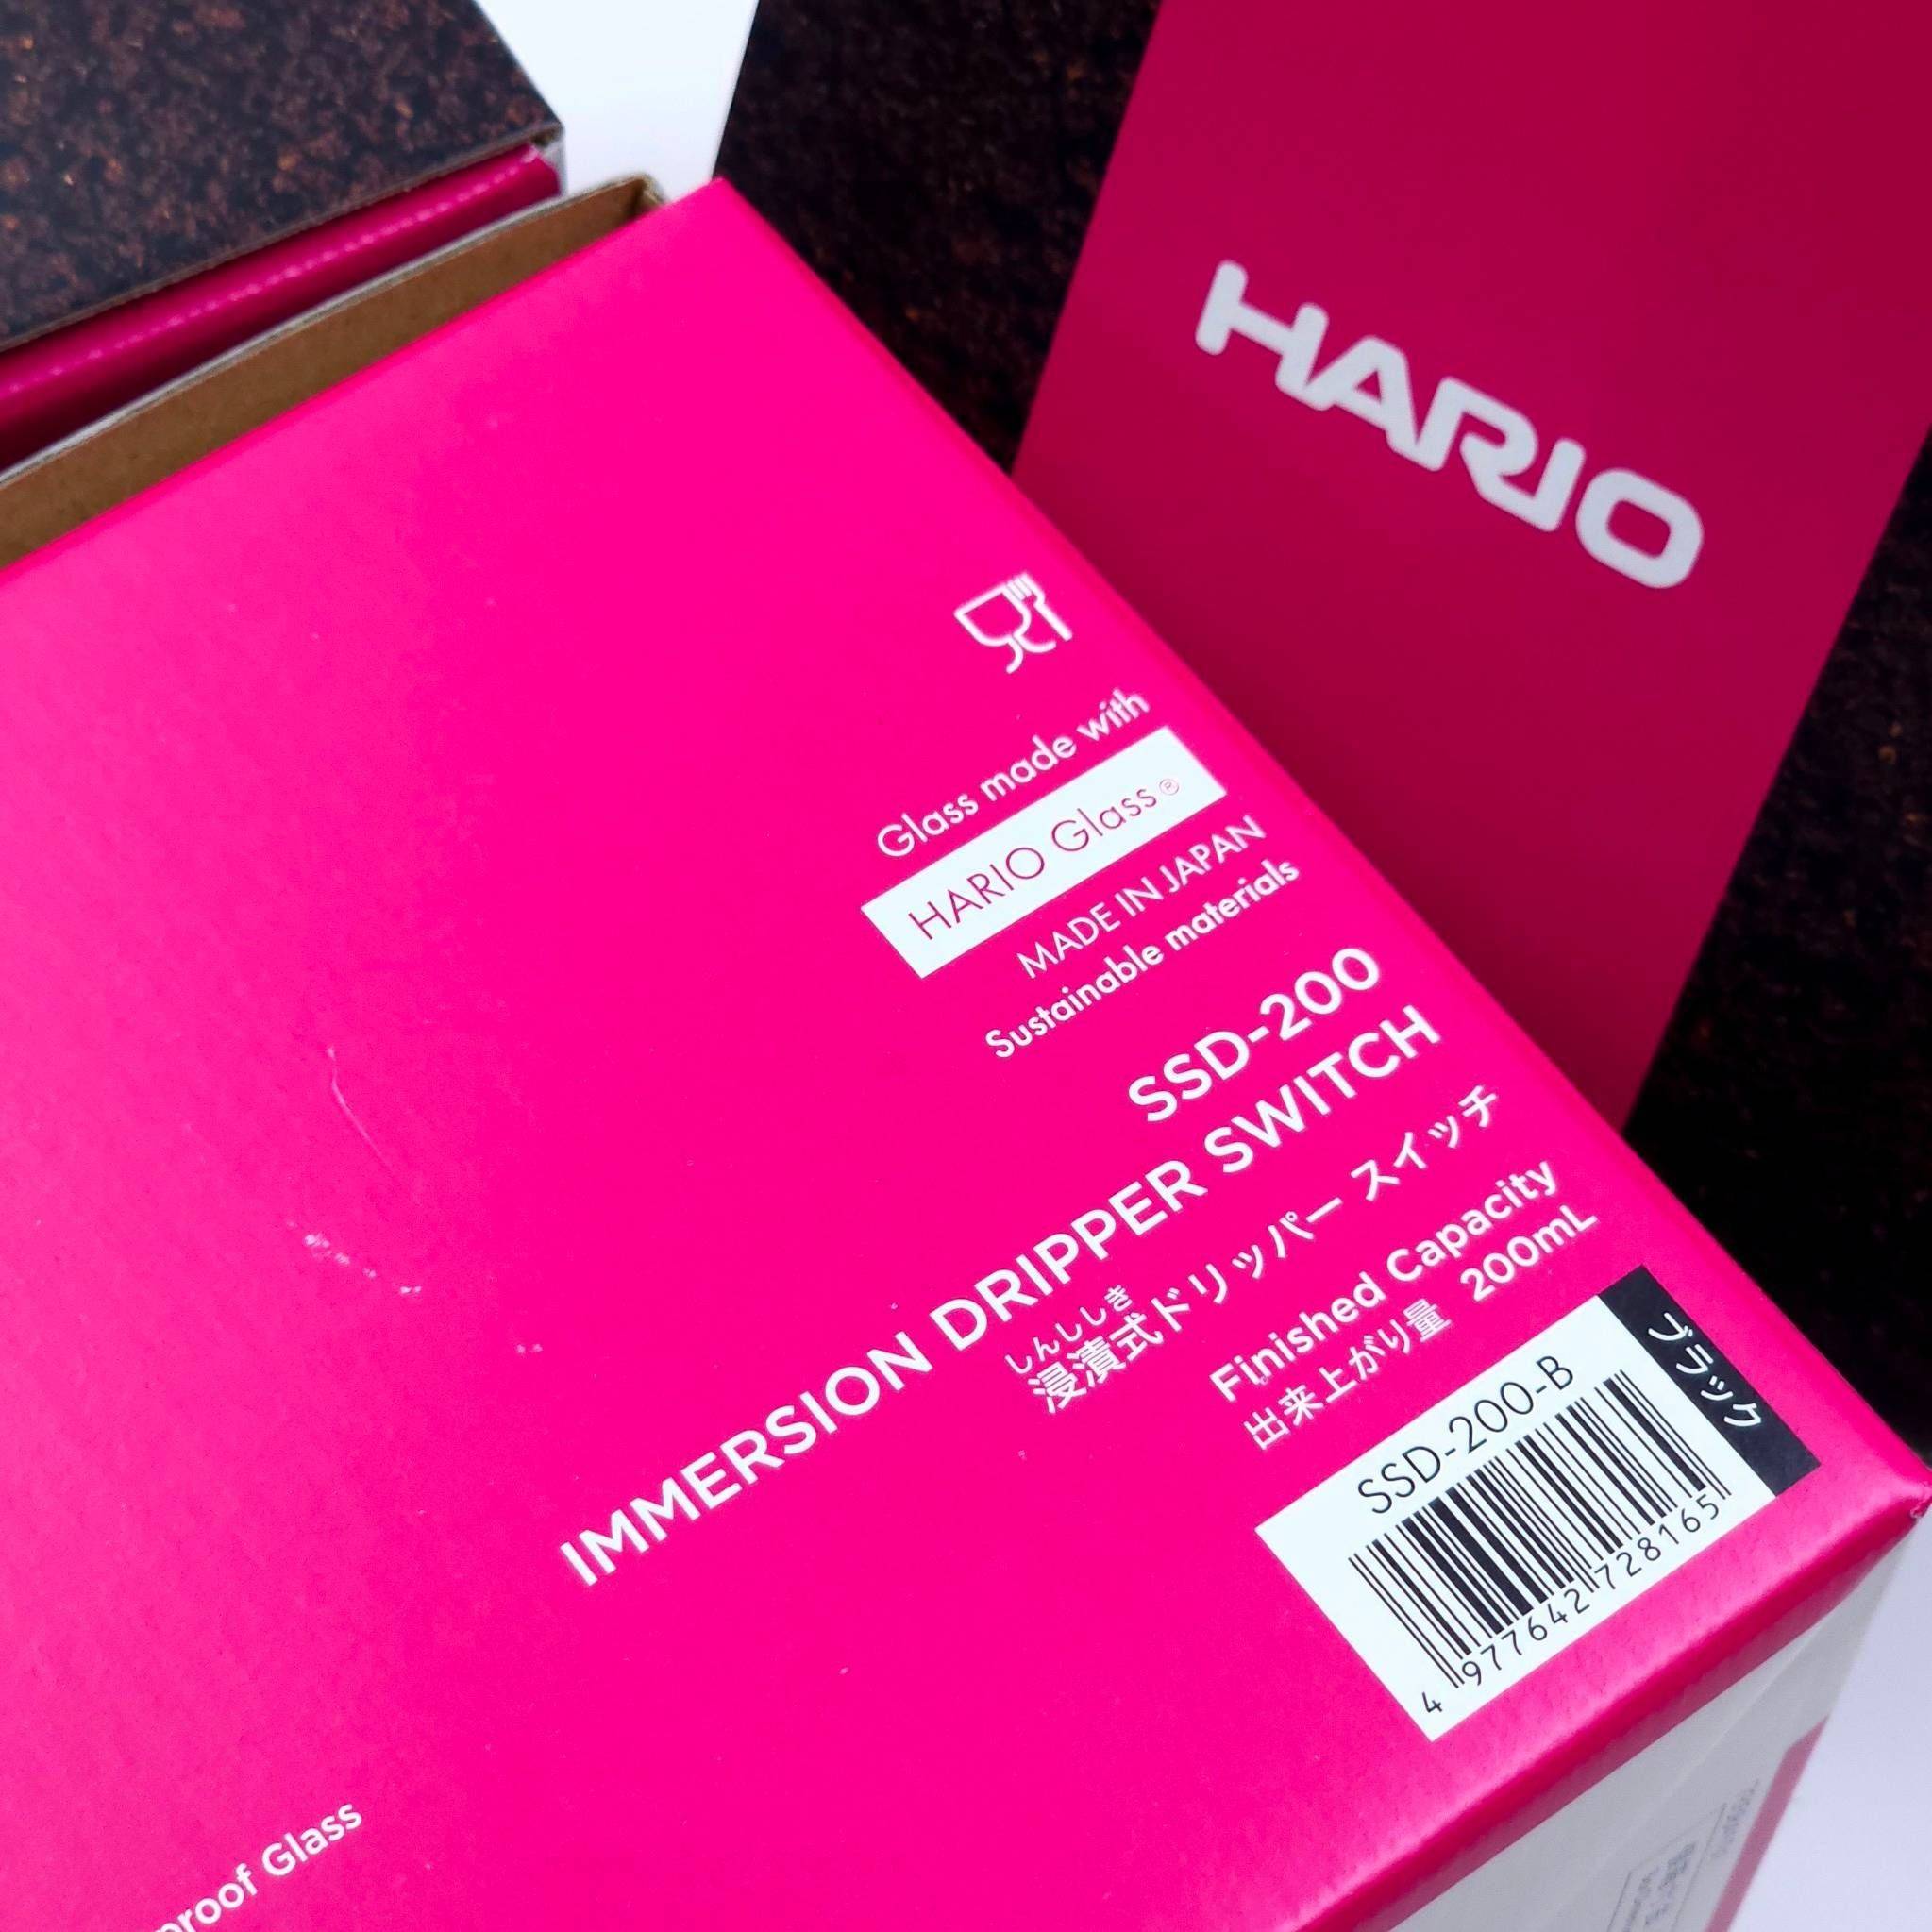 HARIO
Glass made with
HARIO Glass®
MADE IN JAPAN
Sustainable materials
SSD-200
IMMERSION DRIPPER SWITCH
しんししき
浸漬式ドリッパー スイッチ
Finished Capacity
出来上がり量 200mL
ブラック
SSD-200-B
4 977642 728165
proof Glass